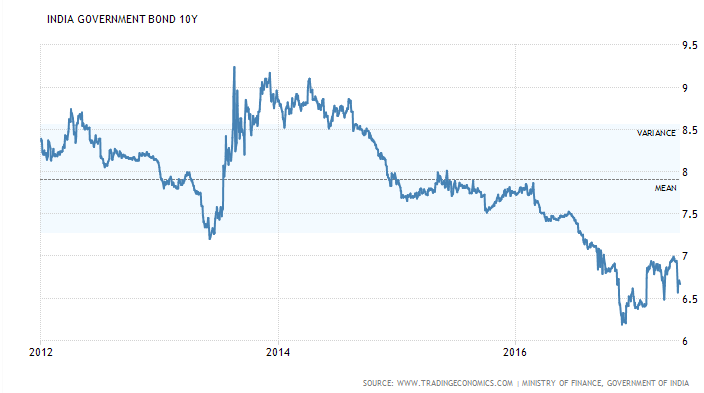 INDIA GOVERNMENT BOND 10Y
9.5
9
8.5
VARIANCE
8
MEAN
7.5
7
6.5
6
2012 2014 2016
SOURCE: WWW.TRADINGECONOMICS.COM | MINISTRY OF FINANCE, GOVERNMENT OF INDIA